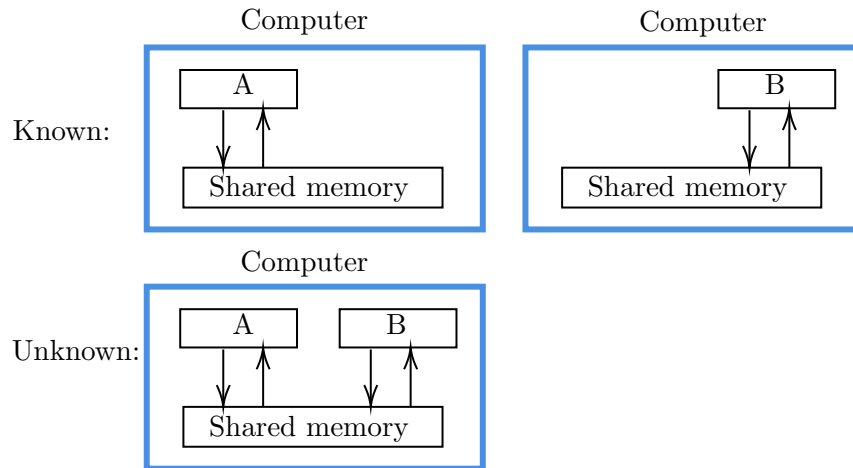 Computer
Computer
Known:
A
B
Shared memory
Shared memory
Computer
Unknown:
A
B
Shared memory